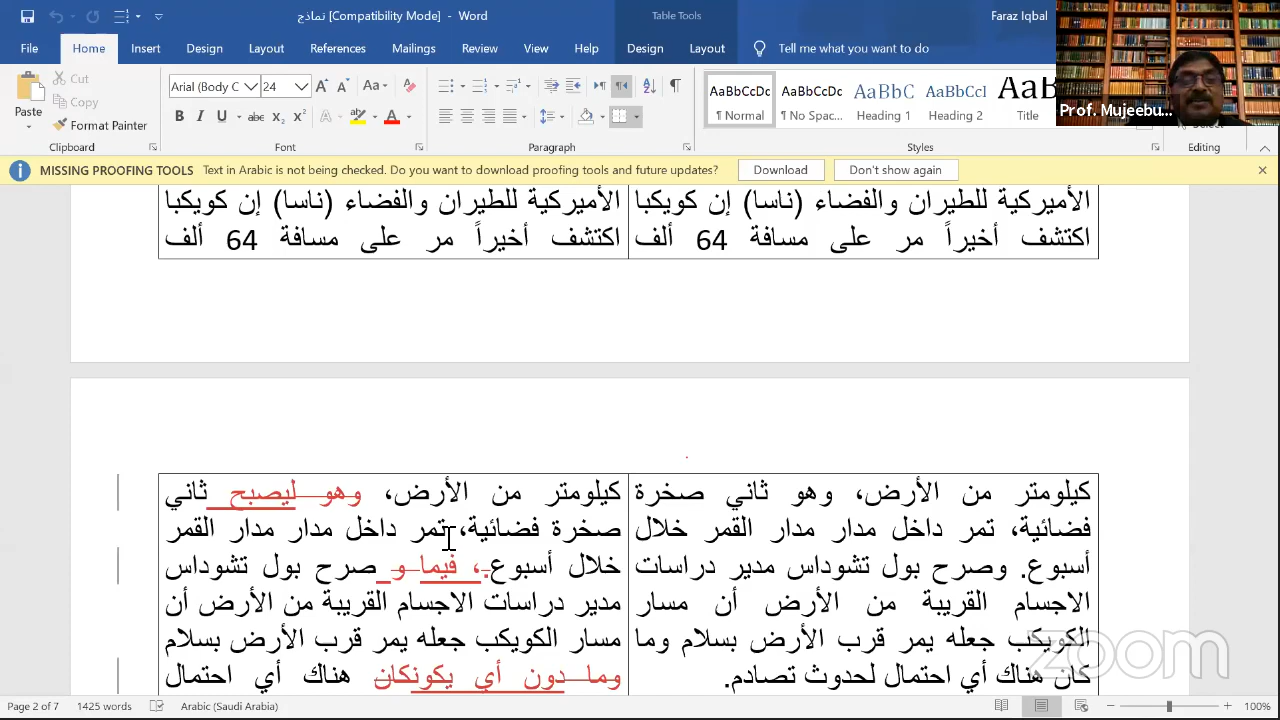 نماذج [Compatibility Mode] - Word
Table Tools
Faraz Iqbal
File Home Insert Design Layout References Mailings Review View Help Design Layout Tell me what you want to do
Paste
Cut
Copy
Format Painter
Arial (Body C 24
AaBbCcDc AaBbCcDc AaBbC AaBbCcI AaB
¶ Normal ¶ No Spac... Heading 1 Heading 2 Title
Clipboard Font Paragraph Styles Editing
Prof. Mujeebu...
MISSING PROOFING TOOLS Text in Arabic is not being checked. Do you want to download proofing tools and future updates? Download Don't show again
الأميركية للطيران والفضاء (ناسا) إن كويكبا
اكتشف أخيراً مر على مسافة 64 ألف
الأميركية للطيران والفضاء (ناسا) إن كويكبا
اكتشف أخيراً مر على مسافة 64 ألف
كيلومتر من الأرض، وهو ثاني صخرة
فضائية، تمر داخل مدار مدار القمر خلال
أسبوع. وصرح بول تشوداس مدير دراسات
الاجسام القريبة من الأرض أن مسار
الكويكب جعله يمر قرب الأرض بسلام وما
كان هناك أي احتمال لحدوث تصادم.
كيلومتر من الأرض، وهو ليصبح ثاني
صخرة فضائية، تمر داخل مدار مدار القمر
خلال أسبوع.، فيما و صرح بول تشوداس
مدير دراسات الاجسام القريبة من الأرض أن
مسار الكويكب جعله يمر قرب الأرض بسلام
وما دون أي يكونكان هناك أي احتمال
zoom
Page 2 of 7 1425 words Arabic (Saudi Arabia) 100%